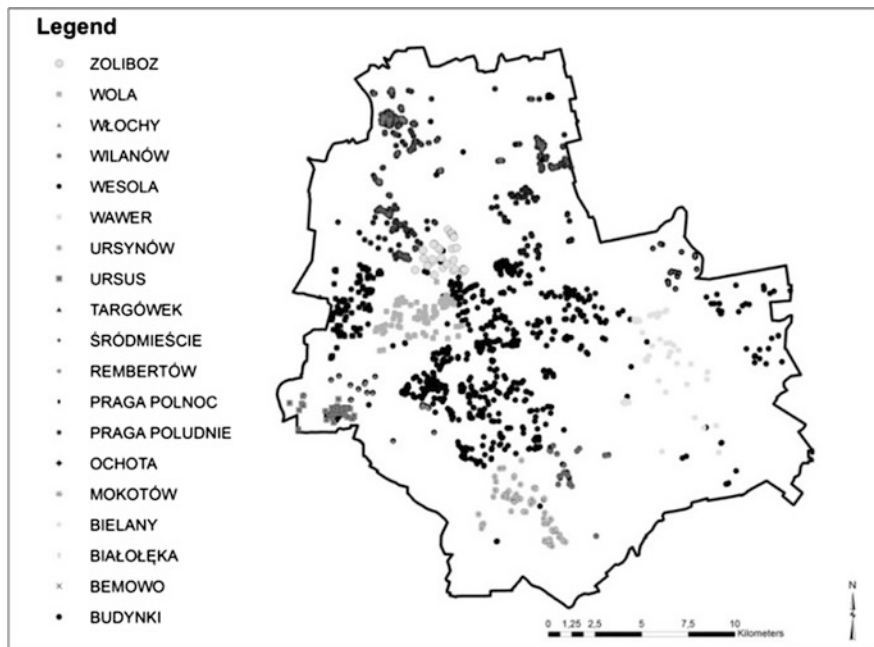 Legend
ZOLIBOZ
WOLA
WŁOCHY
WILANÓW
WESOLA
WAWER
URSYNÓW
URSUS
TARGÓWEK
ŚRÓDMIEŚCIE
REMBERTÓW
PRAGA POLNOC
PRAGA POLUDNIE
OCHOTA
MOKOTÓW
BIELANY
BIAŁOŁĘKA
BEMOWO
BUDYNKI
N
0 1,25 2,5 5 7,5 10
Kilometers